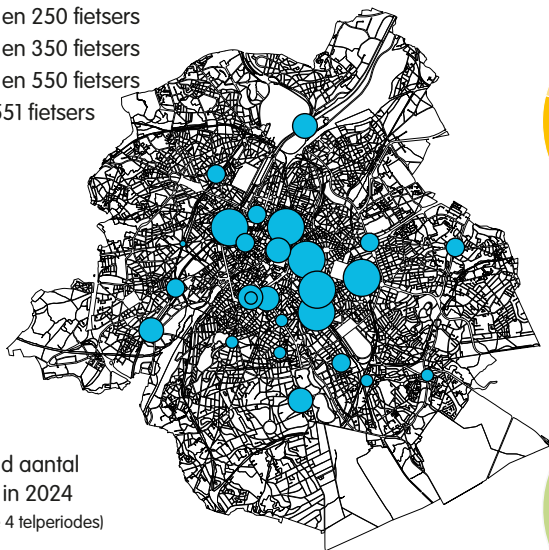 en 250 fietsers
en 350 fietsers
en 550 fietsers
551 fietsers
d aantal
in 2024
4 telperiodes)